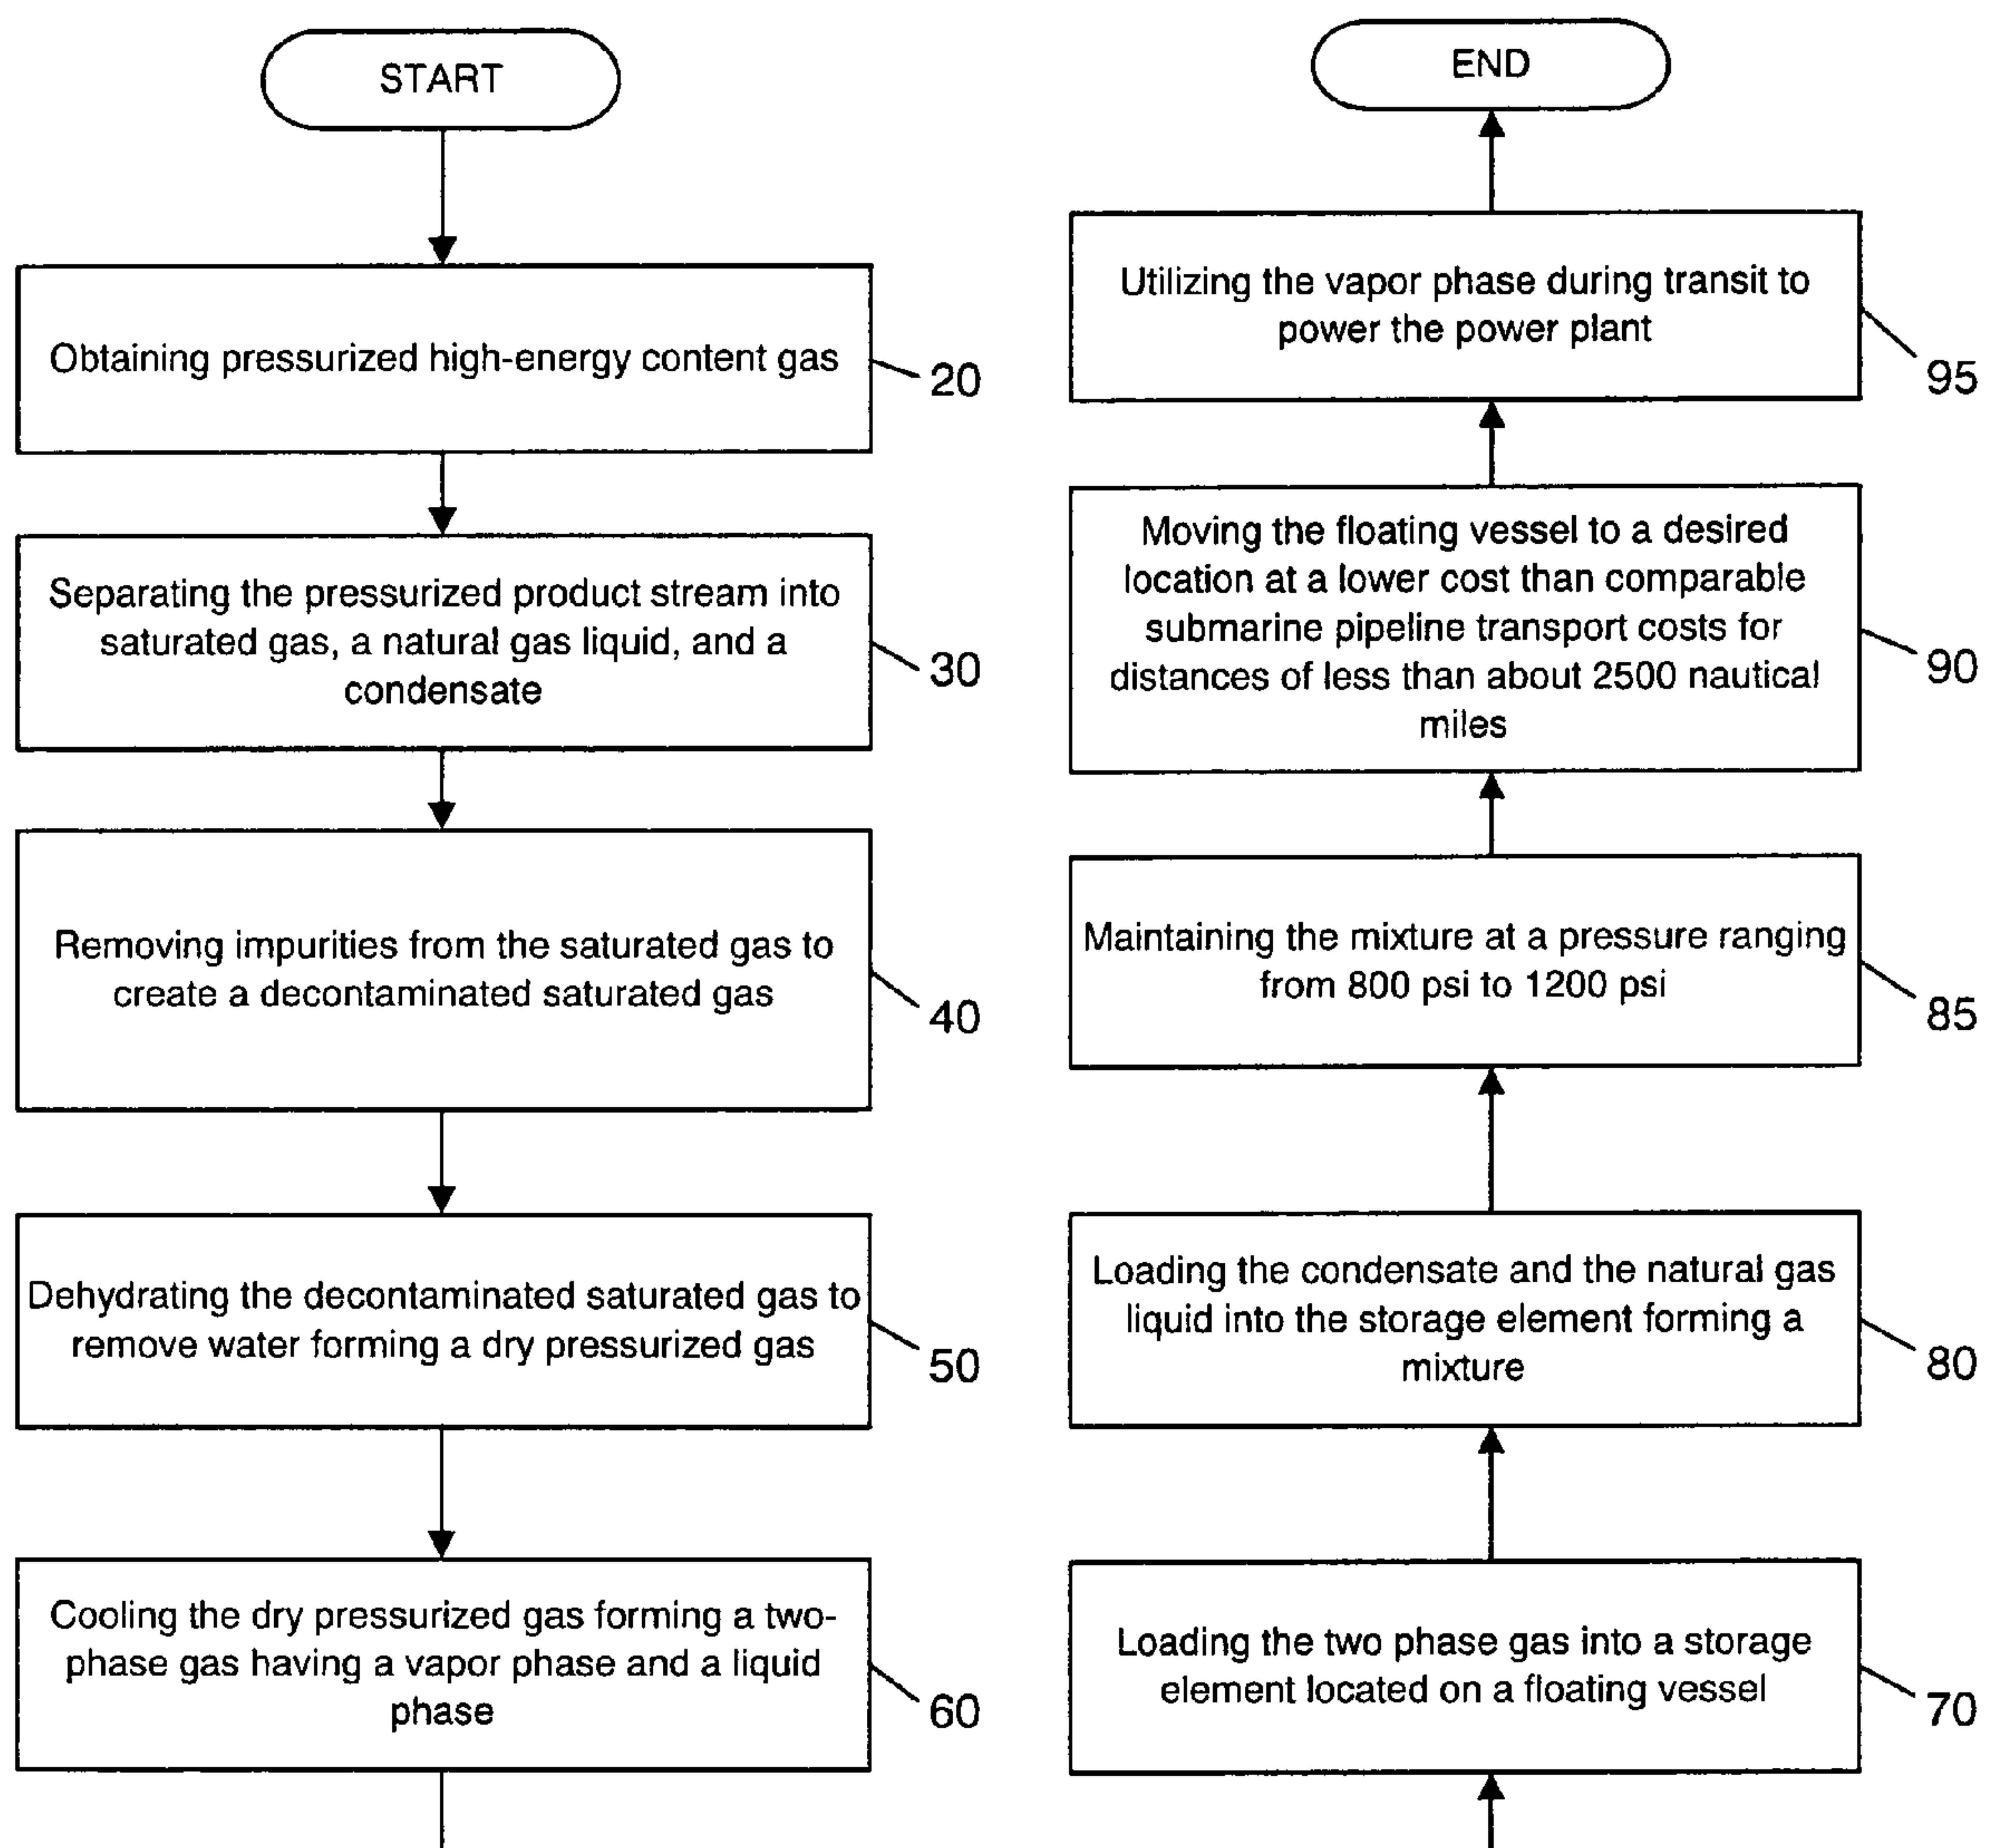 START
Obtaining pressurized high-energy content gas
20
Separating the pressurized product stream into
saturated gas, a natural gas liquid, and a
condensate
30
Removing impurities from the saturated gas to
create a decontaminated saturated gas
40
Dehydrating the decontaminated saturated gas to
remove water forming a dry pressurized gas
50
Cooling the dry pressurized gas forming a two-
phase gas having a vapor phase and a liquid
phase
60
Loading the two phase gas into a storage
element located on a floating vessel
70
Loading the condensate and the natural gas
liquid into the storage element forming a
mixture
80
Maintaining the mixture at a pressure ranging
from 800 psi to 1200 psi
85
Moving the floating vessel to a desired
location at a lower cost than comparable
submarine pipeline transport costs for
distances of less than about 2500 nautical
miles
90
Utilizing the vapor phase during transit to
power the power plant
95
END